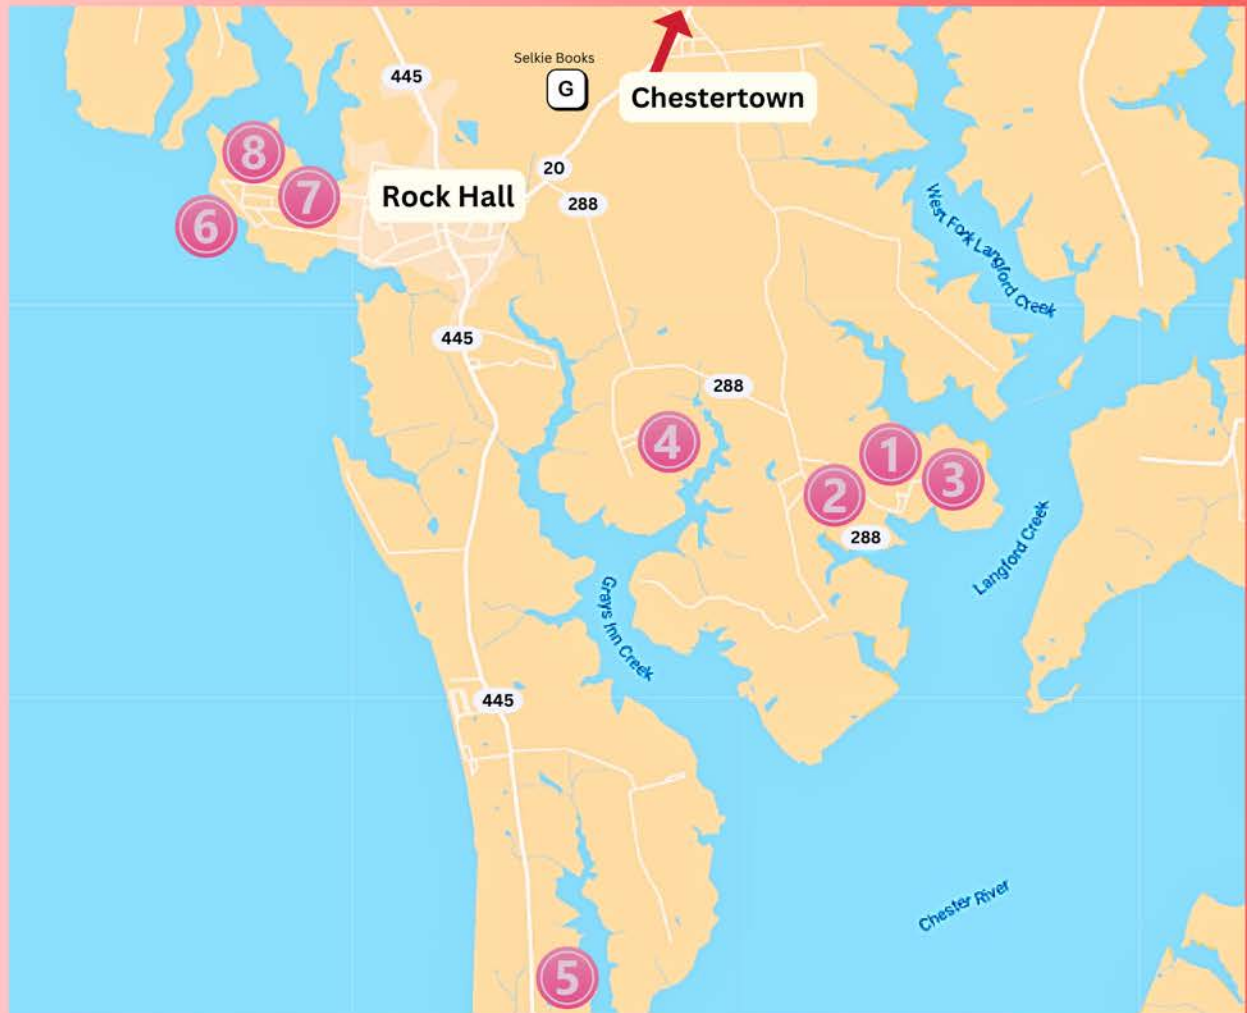 Selkie Books
G
445
Chestertown
8
20
Rock Hall
7
288
6
West Fork Langford Creek
445
288
4
1
3
2
288
Langford Creek
Grays Inn Creek
445
Chester River
5